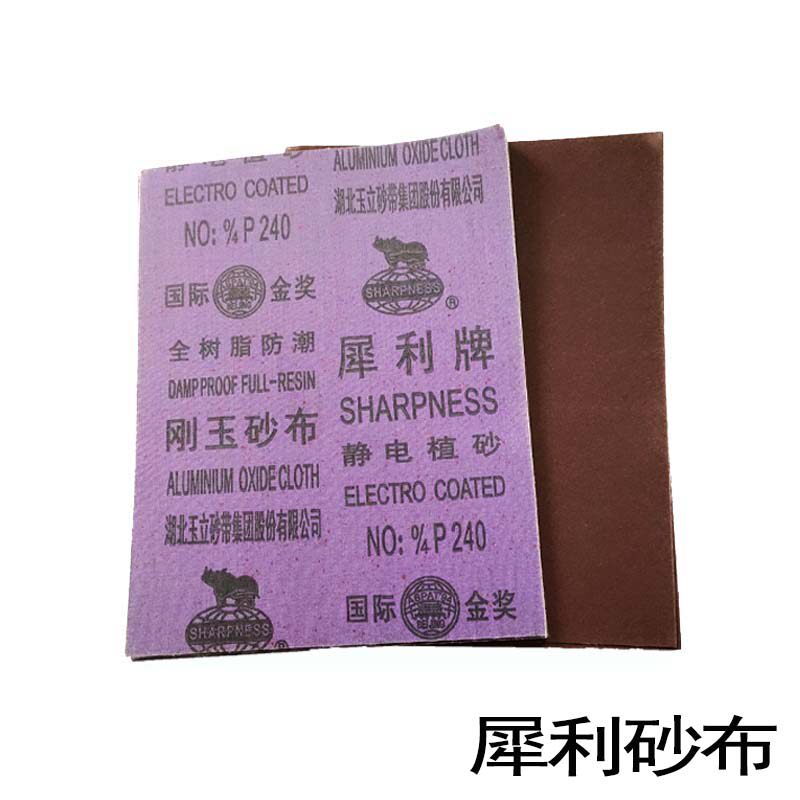 静电植砂
ELECTRO COATED
NO: % P 240
国际 金奖
全树脂防潮
DAMP PROOF FULL-RESIN
刚玉砂布
ALUMINIUM OXIDE CLOTH
湖北玉立砂带集团股份有限公司
SHARPNESS
®
ALUMINIUM OXIDE CLOTH
湖北玉立砂带集团股份有限公司
SHARPNESS
®
犀利牌
SHARPNESS
静电植砂
ELECTRO COATED
NO: % P 240
国际 金奖
犀利砂布